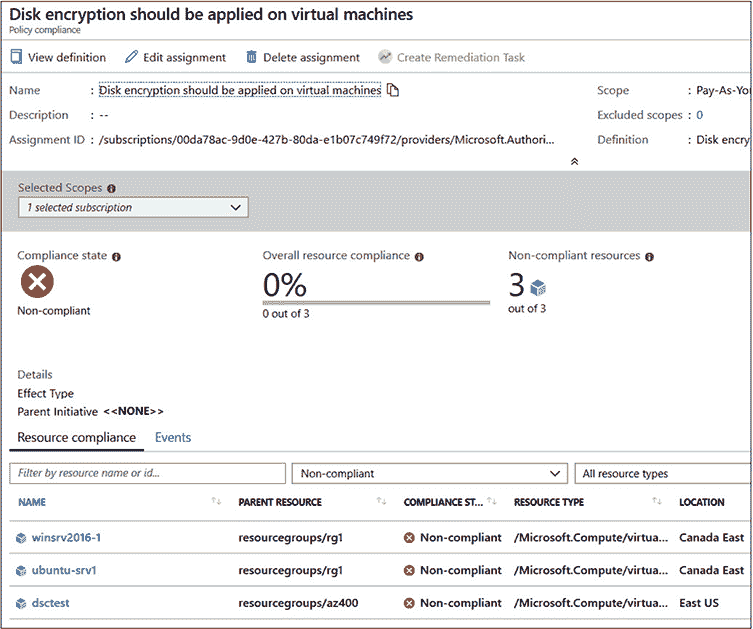 Disk encryption should be applied on virtual machines
Policy compliance
View definition Edit assignment Delete assignment Create Remediation Task
Name : Disk encryption should be applied on virtual machines Scope : Pay-As-You
Description : -- Excluded scopes : 0
Assignment ID : /subscriptions/00da78ac-9d0e-427b-80da-e1b07c749f72/providers/Microsoft.Authori... Definition : Disk encry
Selected Scopes
1 selected subscription
Compliance state Overall resource compliance Non-compliant resources
0% 3
Non-compliant 0 out of 3 out of 3
Details
Effect Type
Parent Initiative <<NONE>>
Resource compliance Events
Filter by resource name or id... Non-compliant All resource types
NAME PARENT RESOURCE COMPLIANCE ST... RESOURCE TYPE LOCATION
winsrv2016-1 resourcegroups/rg1 Non-compliant /Microsoft.Compute/virtua... Canada East
ubuntu-srv1 resourcegroups/rg1 Non-compliant /Microsoft.Compute/virtua... Canada East
dsctest resourcegroups/az400 Non-compliant /Microsoft.Compute/virtua... East US